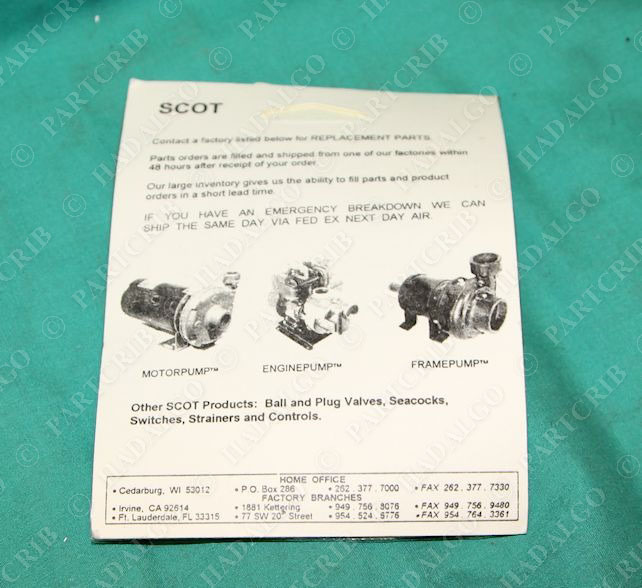 SCOT
Contact a factory listed below for REPLACEMENT PARTS.
Parts orders are filled and shipped from one of our factories within
48 hours after receipt of your order.
Our large inventory gives us the ability to fill parts and product
orders in a short lead time.
IF YOU HAVE AN EMERGENCY BREAKDOWN WE CAN
SHIP THE SAME DAY VIA FED EX NEXT DAY AIR.
MOTORPUMP™ ENGINEPUMP™ FRAMEPUMP™
Other SCOT Products: Ball and Plug Valves, Seacocks,
Switches, Strainers and Controls.
HOME OFFICE
• Cedarburg, WI 53012 • P.O. Box 286 • 262 . 377 . 7000 • FAX 262 . 377 . 7330
FACTORY BRANCHES
• Irvine, CA 92614 • 1881 Kettering • 949 . 756 . 8076 • FAX 949 . 756 . 9480
• Ft. Lauderdale, FL 33315 • 77 SW 20th Street • 954 . 524 . 6776 • FAX 954 . 764 . 3361
© PARTCRIB
© HADALGO